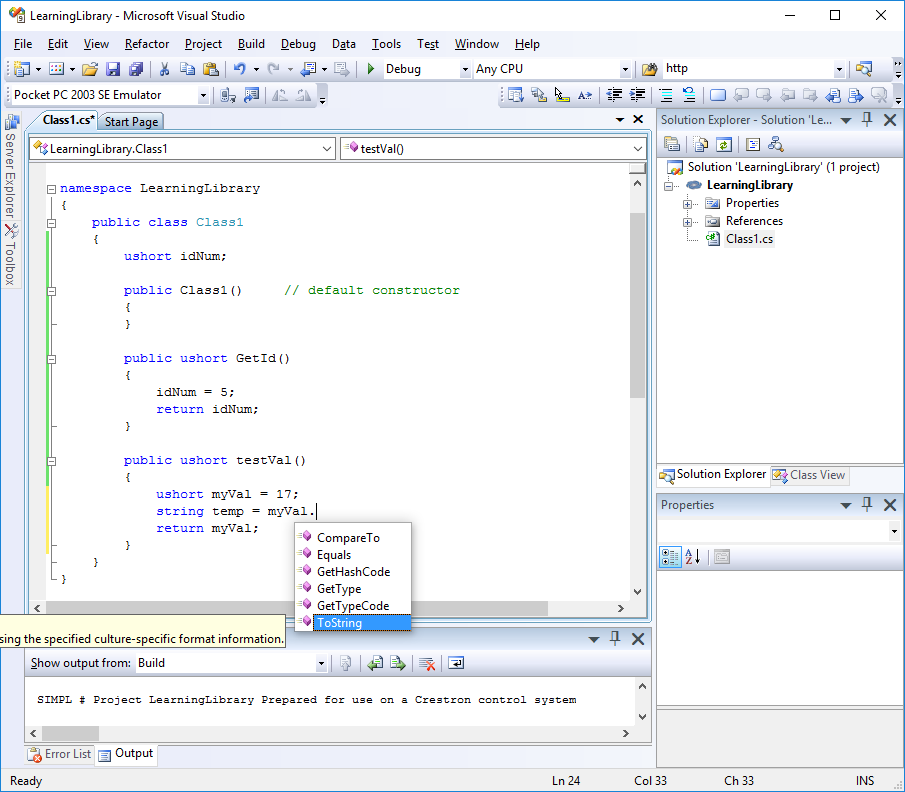 LearningLibrary - Microsoft Visual Studio
File Edit View Refactor Project Build Debug Data Tools Test Window Help
Debug Any CPU http
Pocket PC 2003 SE Emulator
Server Explorer
Toolbox
Class1.cs* Start Page
LearningLibrary.Class1 testVal()
namespace LearningLibrary
{
public class Class1
{
ushort idNum;
public Class1() // default constructor
{
}
public ushort GetId()
{
idNum = 5;
return idNum;
}
public ushort testVal()
{
ushort myVal = 17;
string temp = myVal.
return myVal;
}
}
}
CompareTo
Equals
GetHashCode
GetType
GetTypeCode
ToString
sing the specified culture-specific format information.
Show output from: Build
SIMPL # Project LearningLibrary Prepared for use on a Crestron control system
Error List Output
Solution Explorer - Solution 'Le...
Solution 'LearningLibrary' (1 project)
LearningLibrary
Properties
References
Class1.cs
Solution Explorer Class View
Properties
Ready Ln 24 Col 33 Ch 33 INS